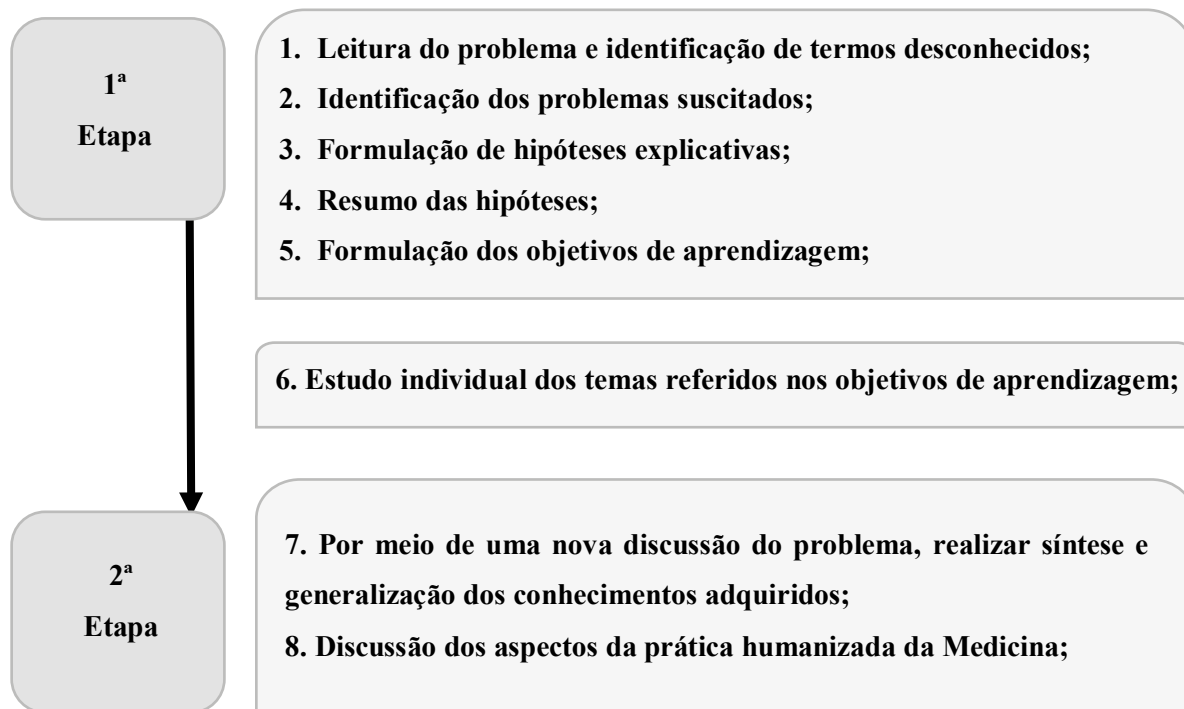 1ª
Etapa
1. Leitura do problema e identificação de termos desconhecidos;
2. Identificação dos problemas suscitados;
3. Formulação de hipóteses explicativas;
4. Resumo das hipóteses;
5. Formulação dos objetivos de aprendizagem;
6. Estudo individual dos temas referidos nos objetivos de aprendizagem;
2ª
Etapa
7. Por meio de uma nova discussão do problema, realizar síntese e
generalização dos conhecimentos adquiridos;
8. Discussão dos aspectos da prática humanizada da Medicina;